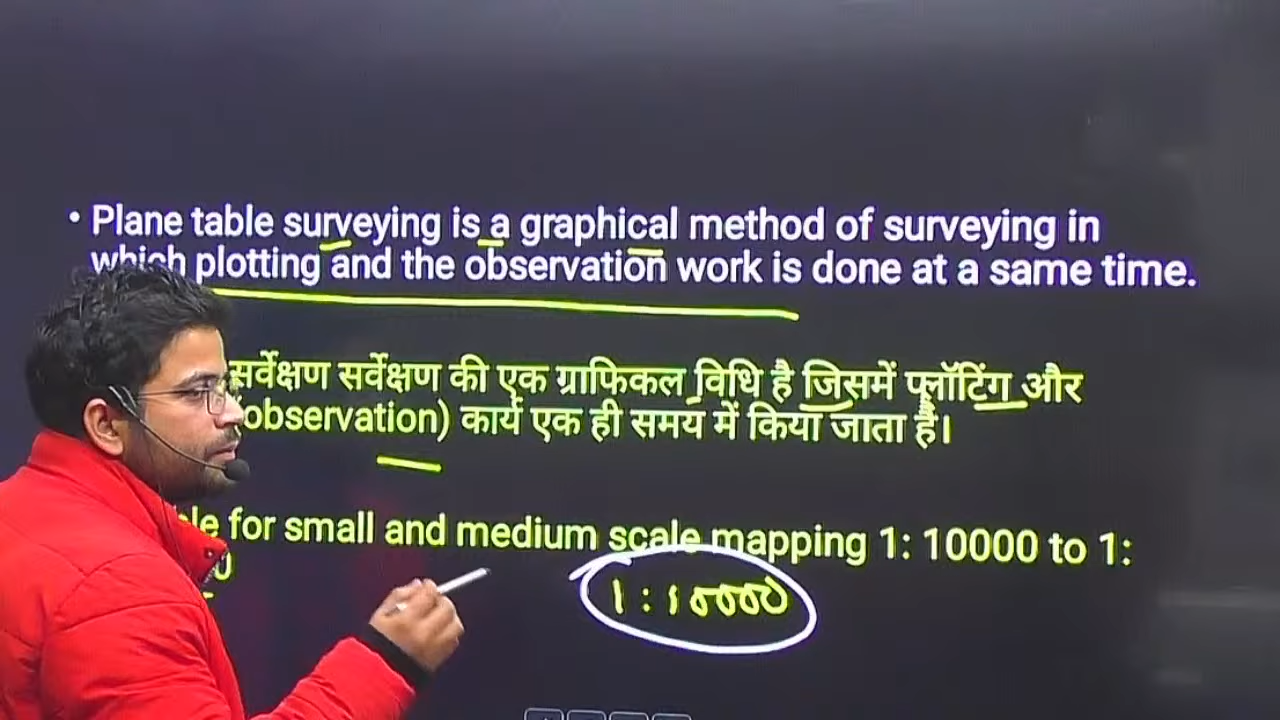 • Plane table surveying is a graphical method of surveying in
which plotting and the observation work is done at a same time.
सर्वेक्षण सर्वेक्षण की एक ग्राफिकल विधि है जिसमें प्लॉटिंग और
(observation) कार्य एक ही समय में किया जाता है।
for small and medium scale mapping 1: 10000 to 1:
1 : 10000